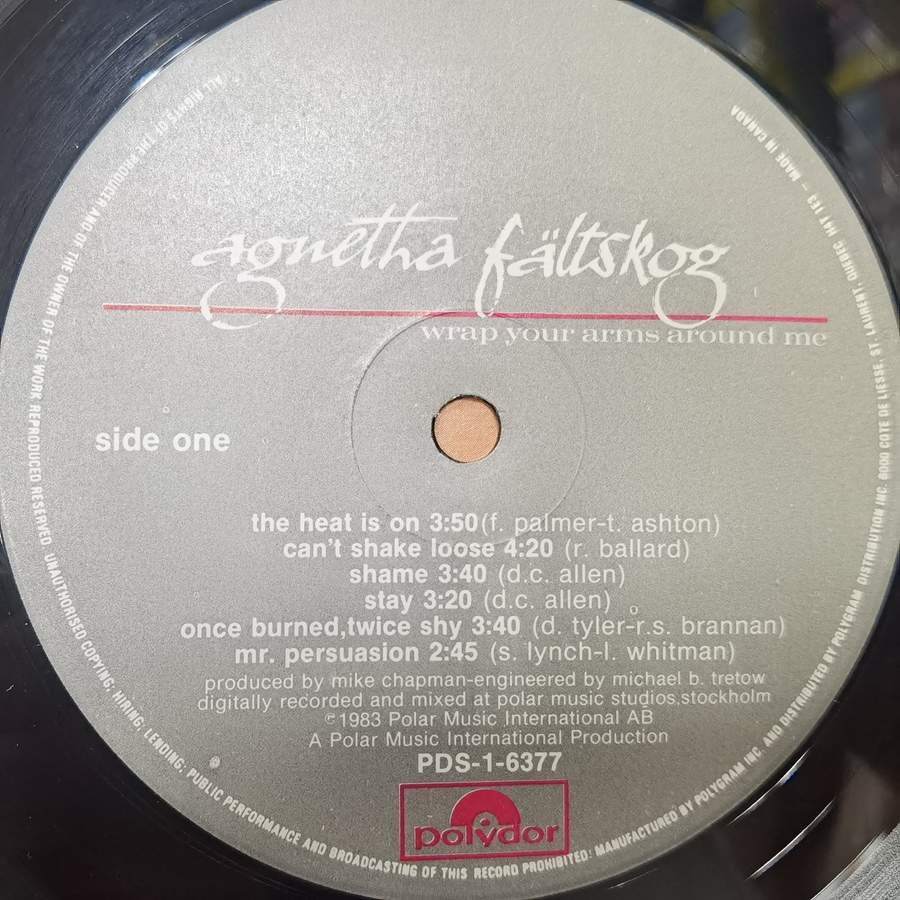 agnetha fältskog
wrap your arms around me
side one
the heat is on 3:50 (f. palmer-t. ashton)
can't shake loose 4:20 (r. ballard)
shame 3:40 (d.c. allen)
stay 3:20 (d.c. allen)
once burned,twice shy 3:40 (d. tyler-r.s. brannan)
mr. persuasion 2:45 (s. lynch-l. whitman)
produced by mike chapman-engineered by michael b. tretow
digitally recorded and mixed at polar music studios,stockholm
℗1983 Polar Music International AB
A Polar Music International Production
PDS-1-6377
polydor
ALL RIGHTS OF THE PRODUCER AND OF THE OWNER OF THE WORK REPRODUCED RESERVED. UNAUTHORISED COPYING; HIRING; LENDING; PUBLIC PERFORMANCE AND BROADCASTING OF THIS RECORD PROHIBITED: MANUFACTURED BY POLYGRAM INC. AND DISTRIBUTED BY POLYGRAM DISTRIBUTION INC. 6000 COTE DE LIESSE, ST. LAURENT, QUEBEC H4T 1E3 – MADE IN CANADA